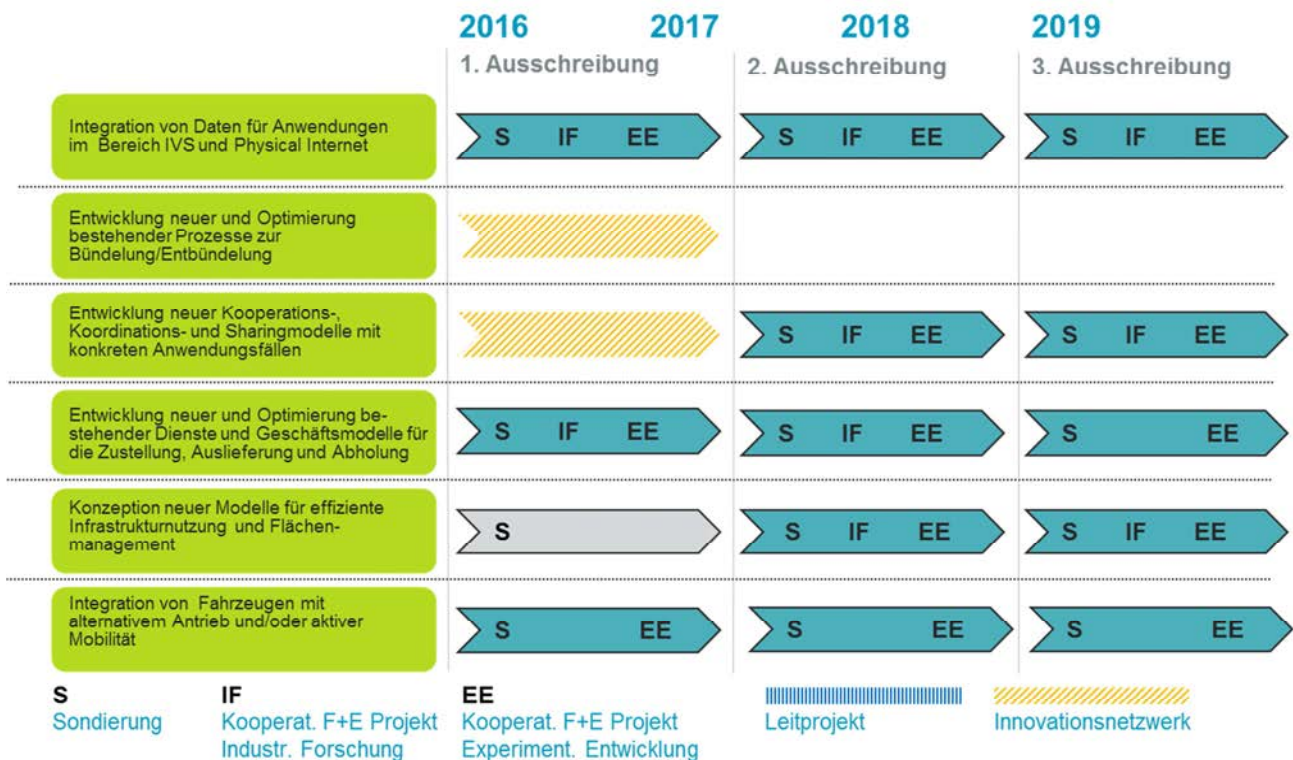 2016 2017 2018 2019
1. Ausschreibung 2. Ausschreibung 3. Ausschreibung
Integration von Daten für Anwendungen
im Bereich IVS und Physical Internet
S IF EE S IF EE S IF EE
Entwicklung neuer und Optimierung
bestehender Prozesse zur
Bündelung/Entbündelung
Entwicklung neuer Kooperations-,
Koordinations- und Sharingmodelle mit
konkreten Anwendungsfällen
S IF EE S IF EE
Entwicklung neuer und Optimierung be-
stehender Dienste und Geschäftsmodelle für
die Zustellung, Auslieferung und Abholung
S IF EE S IF EE S EE
Konzeption neuer Modelle für effiziente
Infrastrukturnutzung und Flächen-
management
S S IF EE S IF EE
Integration von Fahrzeugen mit
alternativem Antrieb und/oder aktiver
Mobilität
S EE S EE S EE
S IF EE
Sondierung Kooperat. F+E Projekt Kooperat. F+E Projekt Leitprojekt Innovationsnetzwerk
Industr. Forschung Experiment. Entwicklung